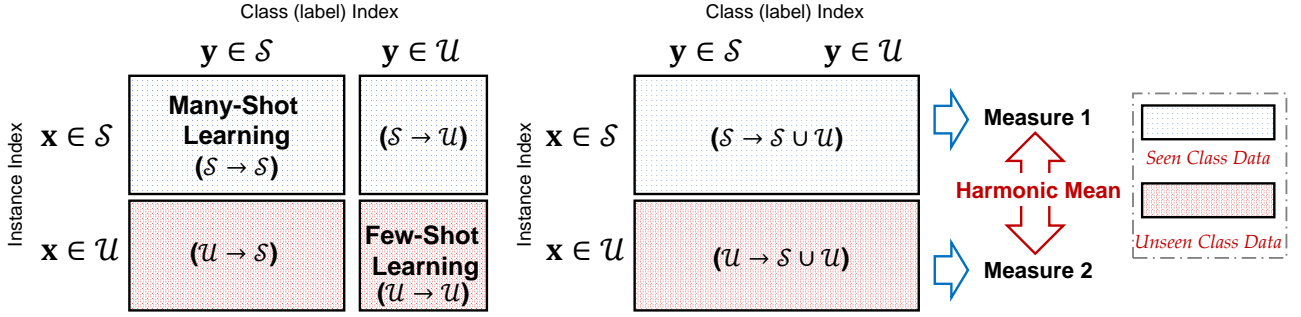 Class (label) Index
y ∈ 𝒮
y ∈ 𝒰
Instance Index
x ∈ 𝒮
Many-Shot
Learning
(𝒮 → 𝒮)
(𝒮 → 𝒰)
x ∈ 𝒰
(𝒰 → 𝒮)
Few-Shot
Learning
(𝒰 → 𝒰)
Class (label) Index
y ∈ 𝒮
y ∈ 𝒰
Instance Index
x ∈ 𝒮
(𝒮 → 𝒮 ∪ 𝒰)
x ∈ 𝒰
(𝒰 → 𝒮 ∪ 𝒰)
Measure 1
Harmonic Mean
Measure 2
Seen Class Data
Unseen Class Data